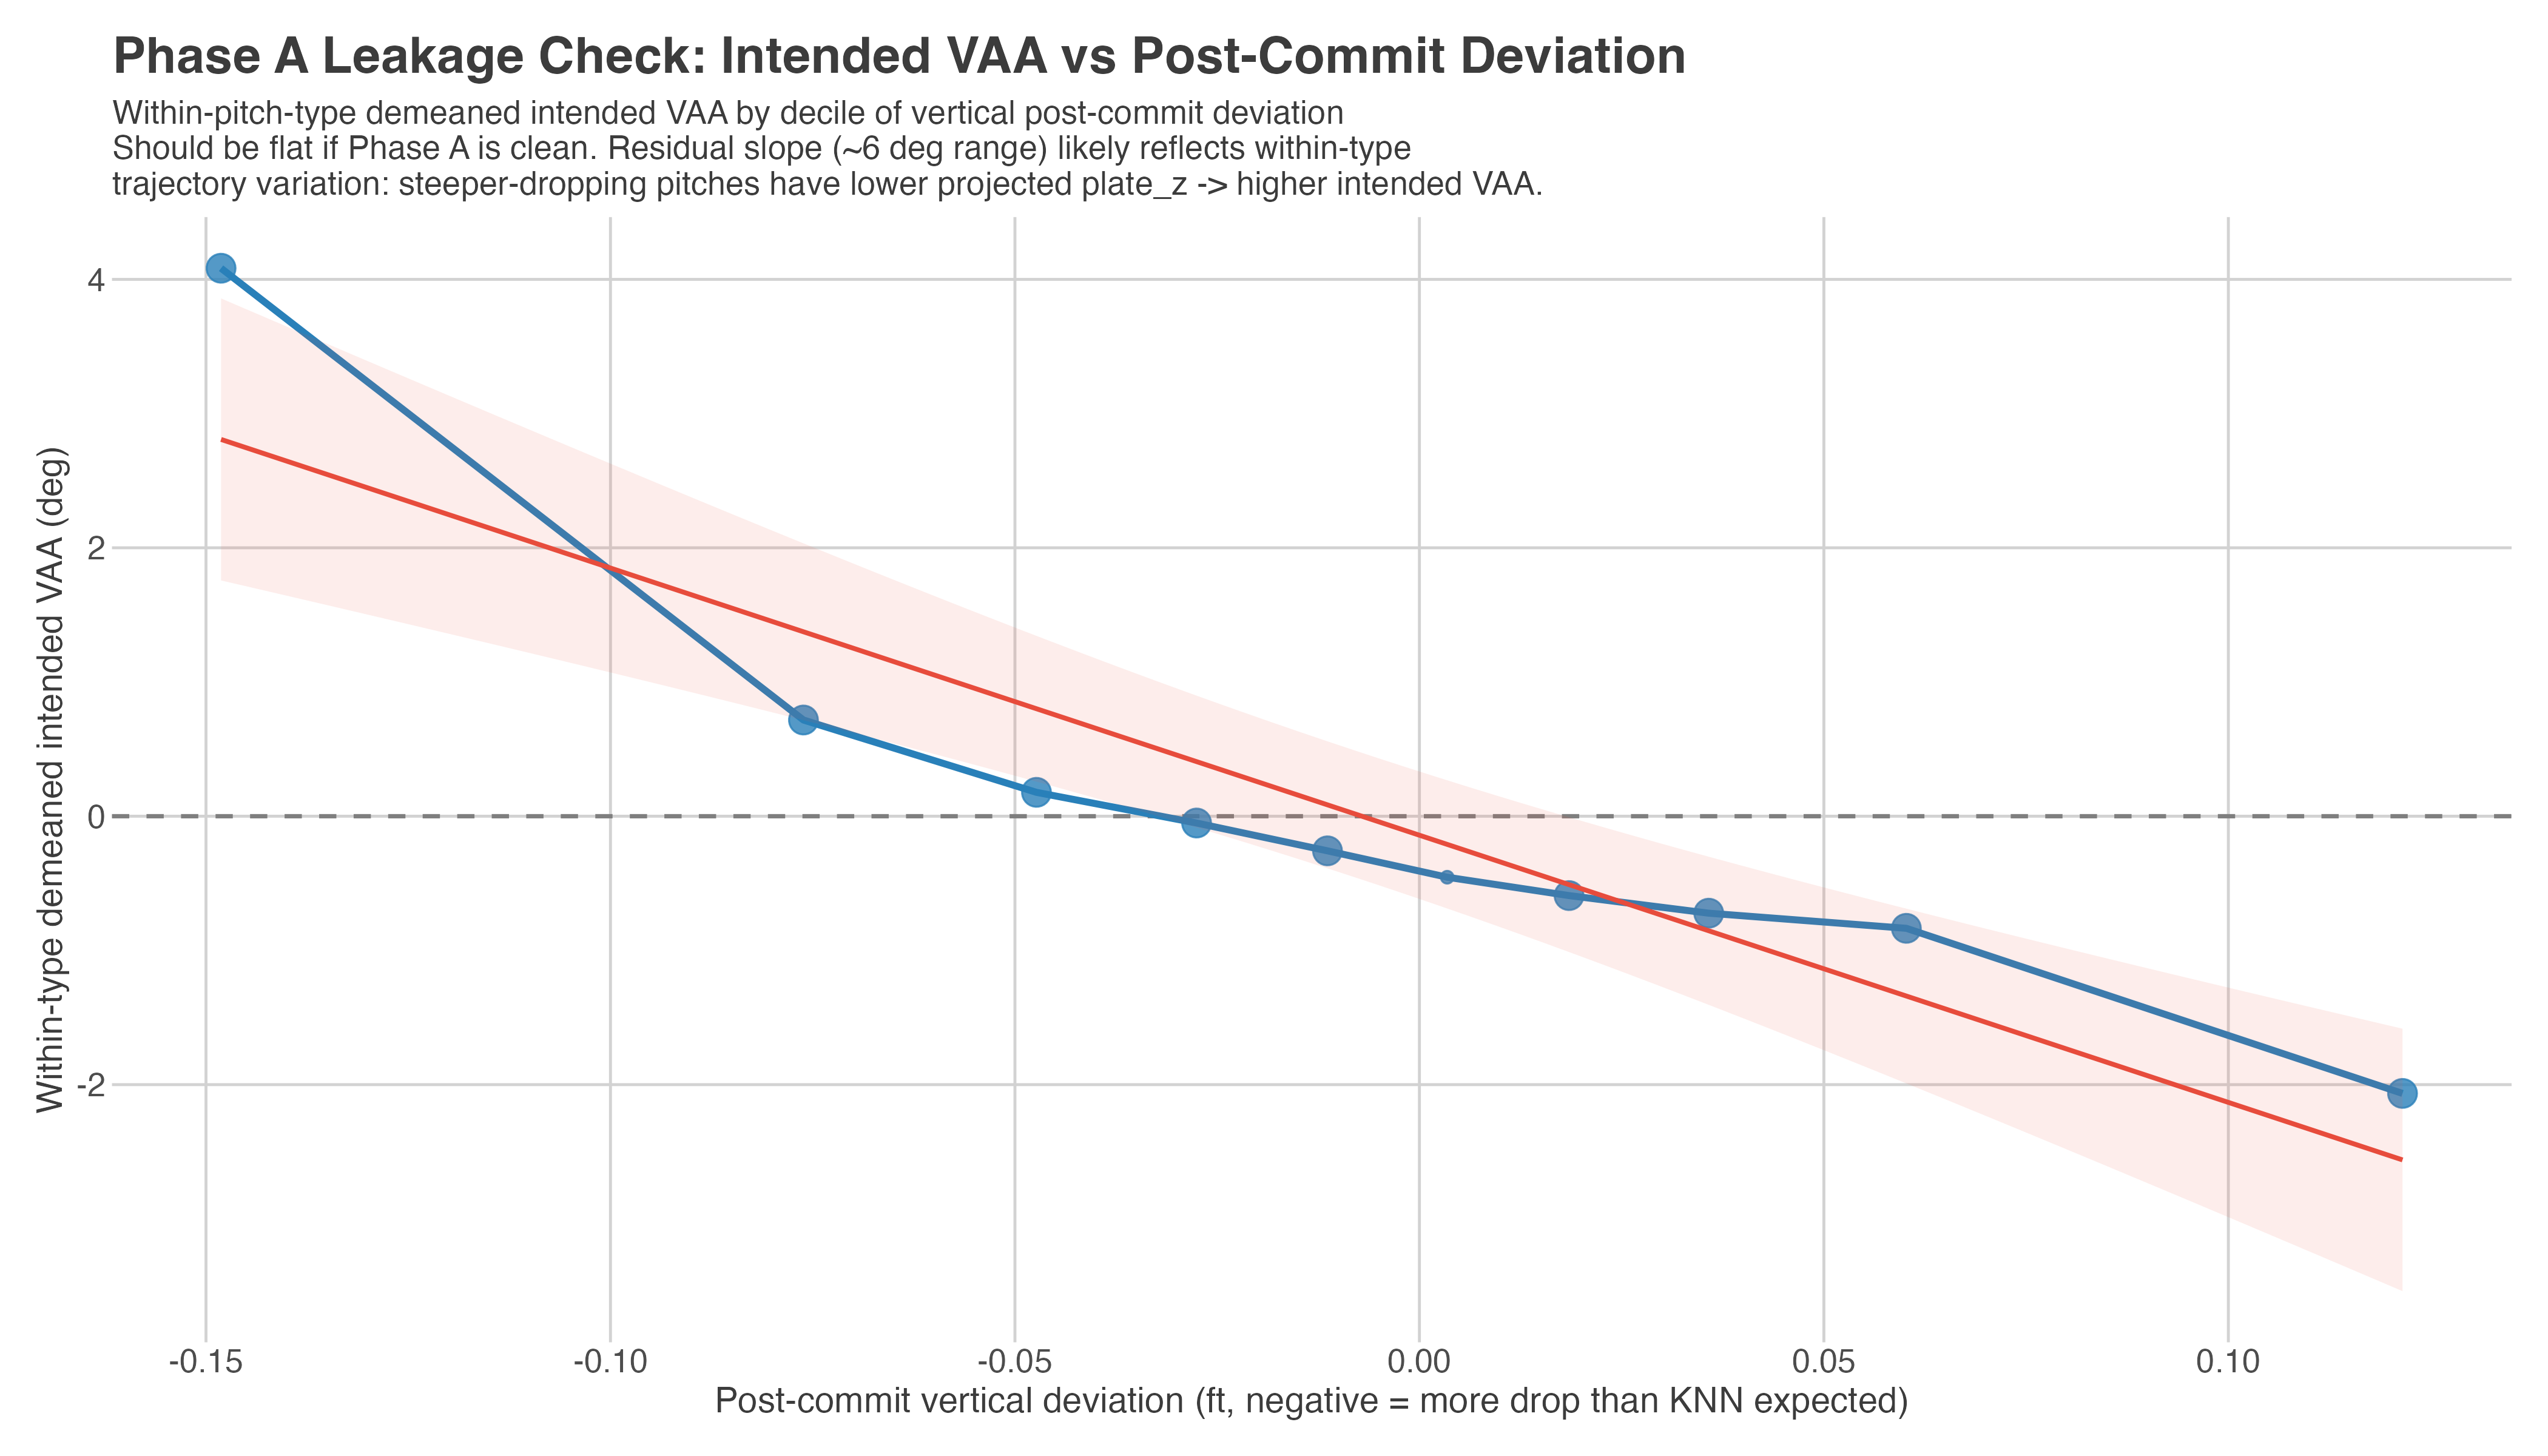 Phase A Leakage Check: Intended VAA vs Post-Commit Deviation
Within-pitch-type demeaned intended VAA by decile of vertical post-commit deviation
Should be flat if Phase A is clean. Residual slope (~6 deg range) likely reflects within-type
trajectory variation: steeper-dropping pitches have lower projected plate_z -> higher intended VAA.
Within-type demeaned intended VAA (deg)
4
2
0
-2
-0.15
-0.10
-0.05
0.00
0.05
0.10
Post-commit vertical deviation (ft, negative = more drop than KNN expected)